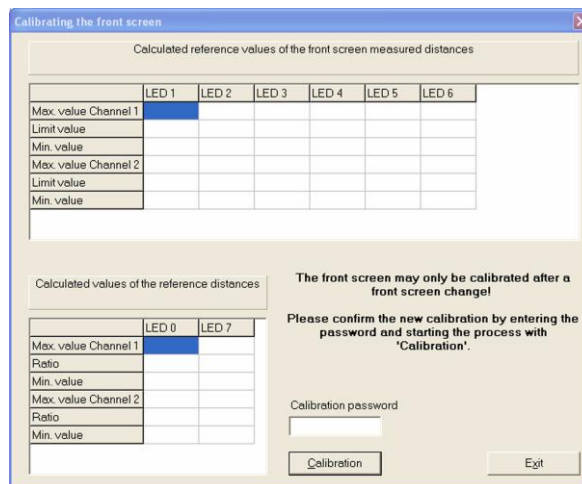 Calibrating the front screen
Calculated reference values of the front screen measured distances
LED 1 LED 2 LED 3 LED 4 LED 5 LED 6
Max. value Channel 1
Limit value
Min. value
Max. value Channel 2
Limit value
Min. value
Calculated values of the reference distances
LED 0 LED 7
Max. value Channel 1
Ratio
Min. value
Max. value Channel 2
Ratio
Min. value
The front screen may only be calibrated after a
front screen change!
Please confirm the new calibration by entering the
password and starting the process with
'Calibration'.
Calibration password
Calibration
Exit